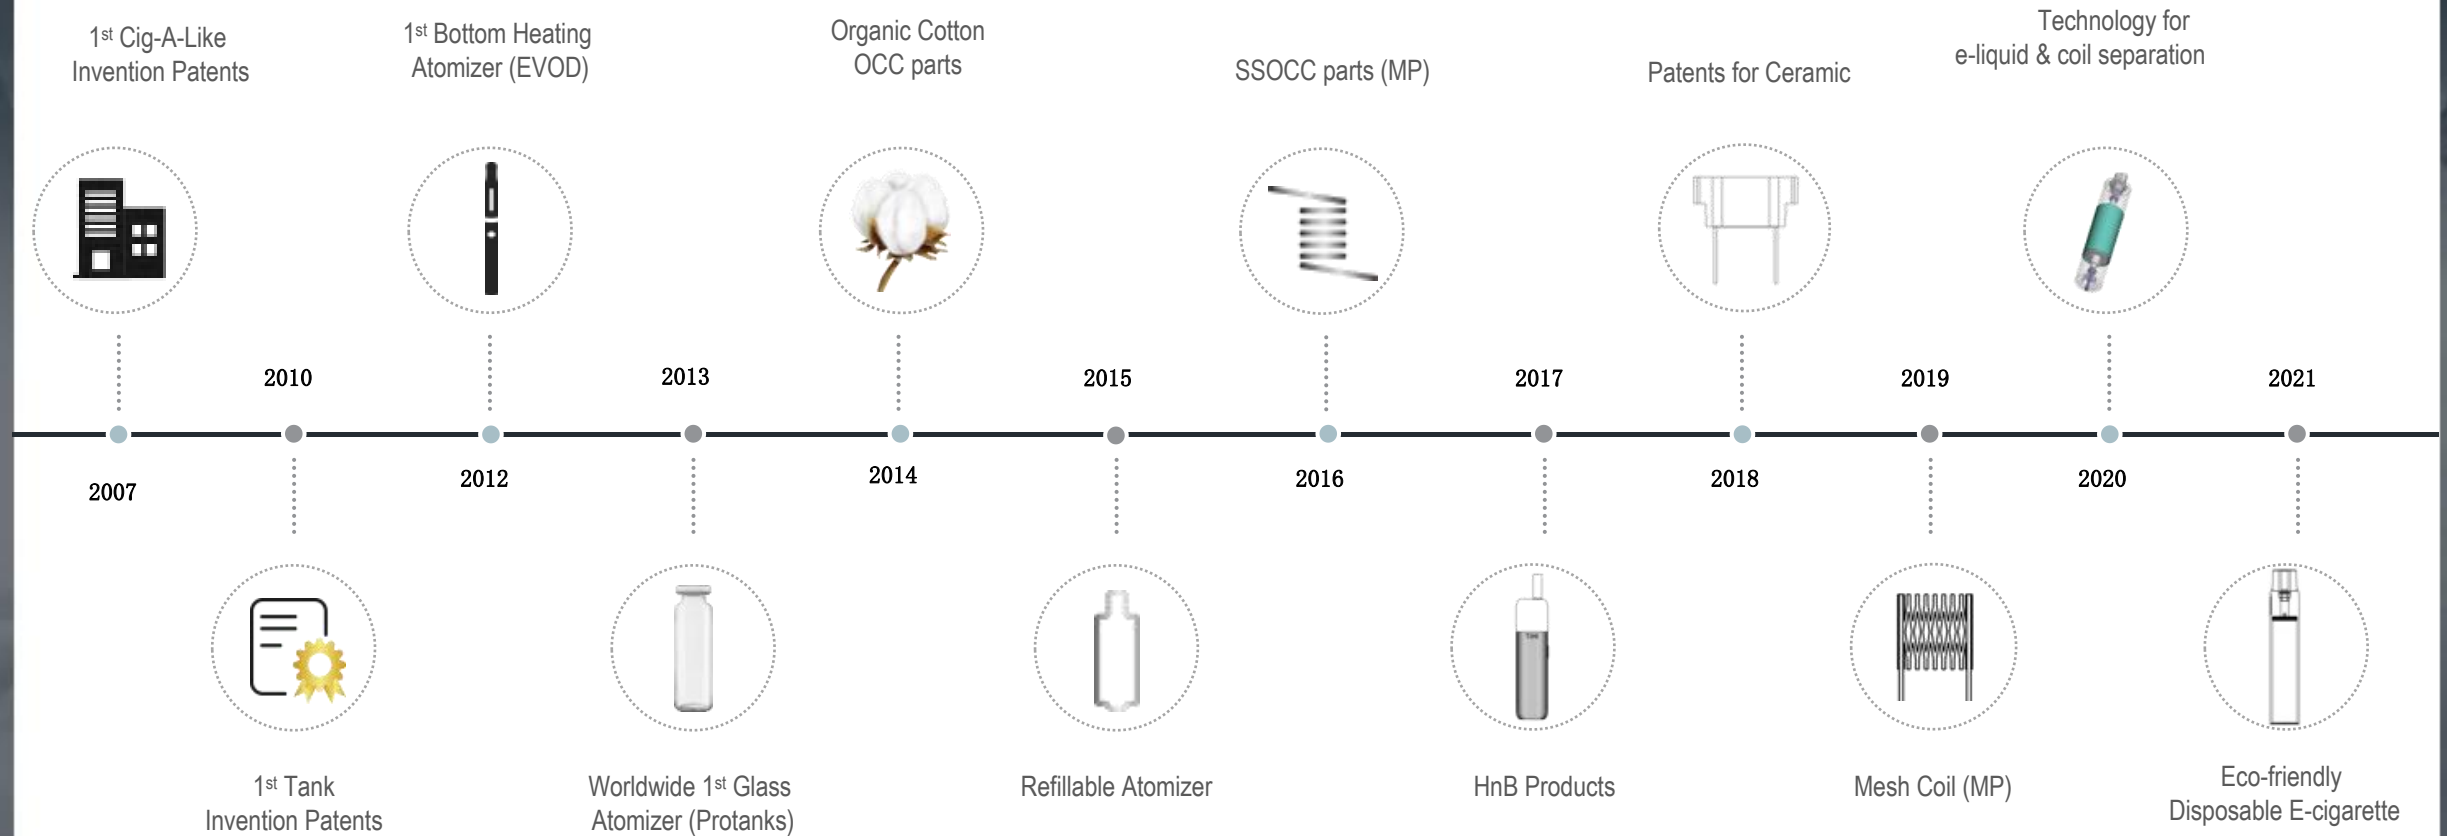 1st Cig-A-Like
Invention Patents
1st Bottom Heating
Atomizer (EVOD)
Organic Cotton
OCC parts
SSOCC parts (MP)
Patents for Ceramic
Technology for
e-liquid & coil separation
2010
2013
2015
2017
2019
2021
2007
2012
2014
2016
2018
2020
1st Tank
Invention Patents
Worldwide 1st Glass
Atomizer (Protanks)
Refillable Atomizer
HnB Products
Mesh Coil (MP)
Eco-friendly
Disposable E-cigarette